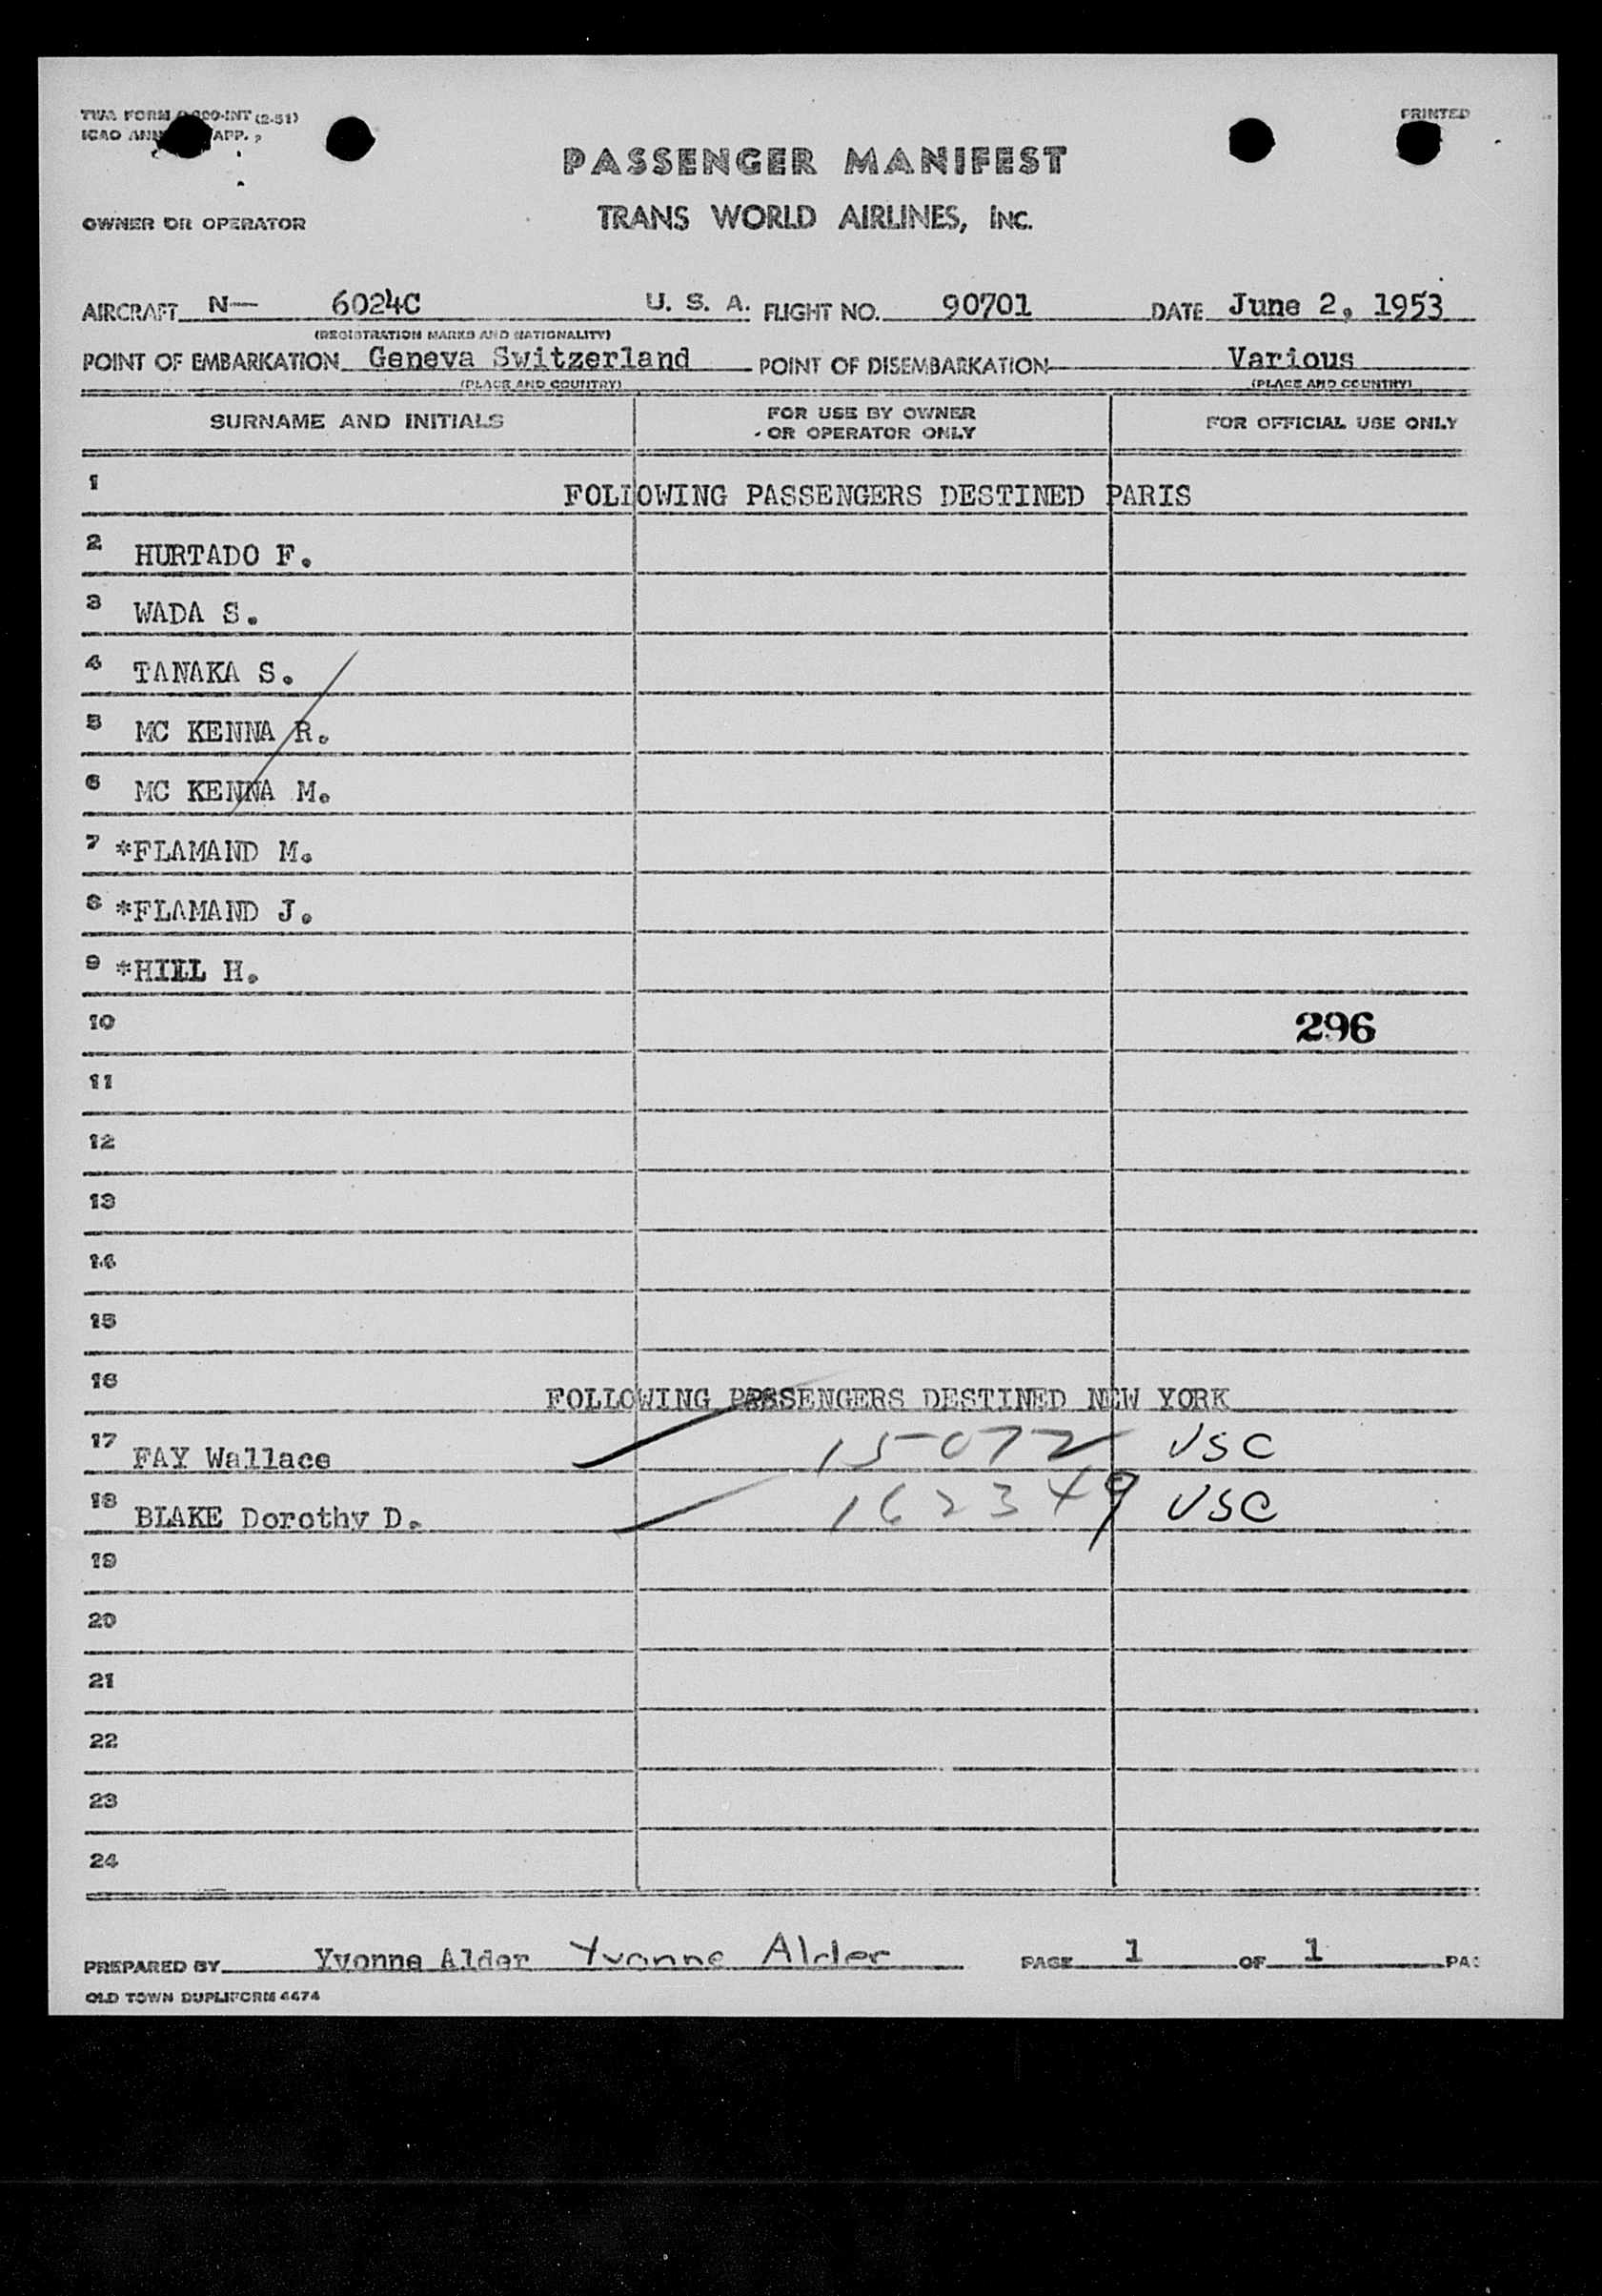 TWA FORM -INT (2-51)
PRINTED
ICAO APP.
PASSENGER MANIFEST
OWNER OR OPERATOR
TRANS WORLD AIRLINES, INC.
AIRCRAFT N— 6024C U. S. A. FLIGHT NO. 90701 DATE June 2, 1953
(REGISTRATION MARKS AND NATIONALITY)
POINT OF EMBARKATION Geneva Switzerland POINT OF DISEMBARKATION Various
(PLACE AND COUNTRY) (PLACE AND COUNTRY)
SURNAME AND INITIALS FOR USE BY OWNER OR OPERATOR ONLY FOR OFFICIAL USE ONLY
1 FOLLOWING PASSENGERS DESTINED PARIS
2 HURTADO F.
3 WADA S.
4 TANAKA S.
5 MC KENNA R.
6 MC KENNA M.
7 *FLAMAND M.
8 *FLAMAND J.
9 *HILL H.
10 296
11
12
13
14
15
16 FOLLOWING PASSENGERS DESTINED NEW YORK
17 FAY Wallace 15072 USC
18 BLAKE Dorothy D. 162349 USC
19
20
21
22
23
24
PREPARED BY Yvonne Alder Yvonne Alder PAGE 1 OF 1 PA
OLD TOWN DUPLIFORM 4474